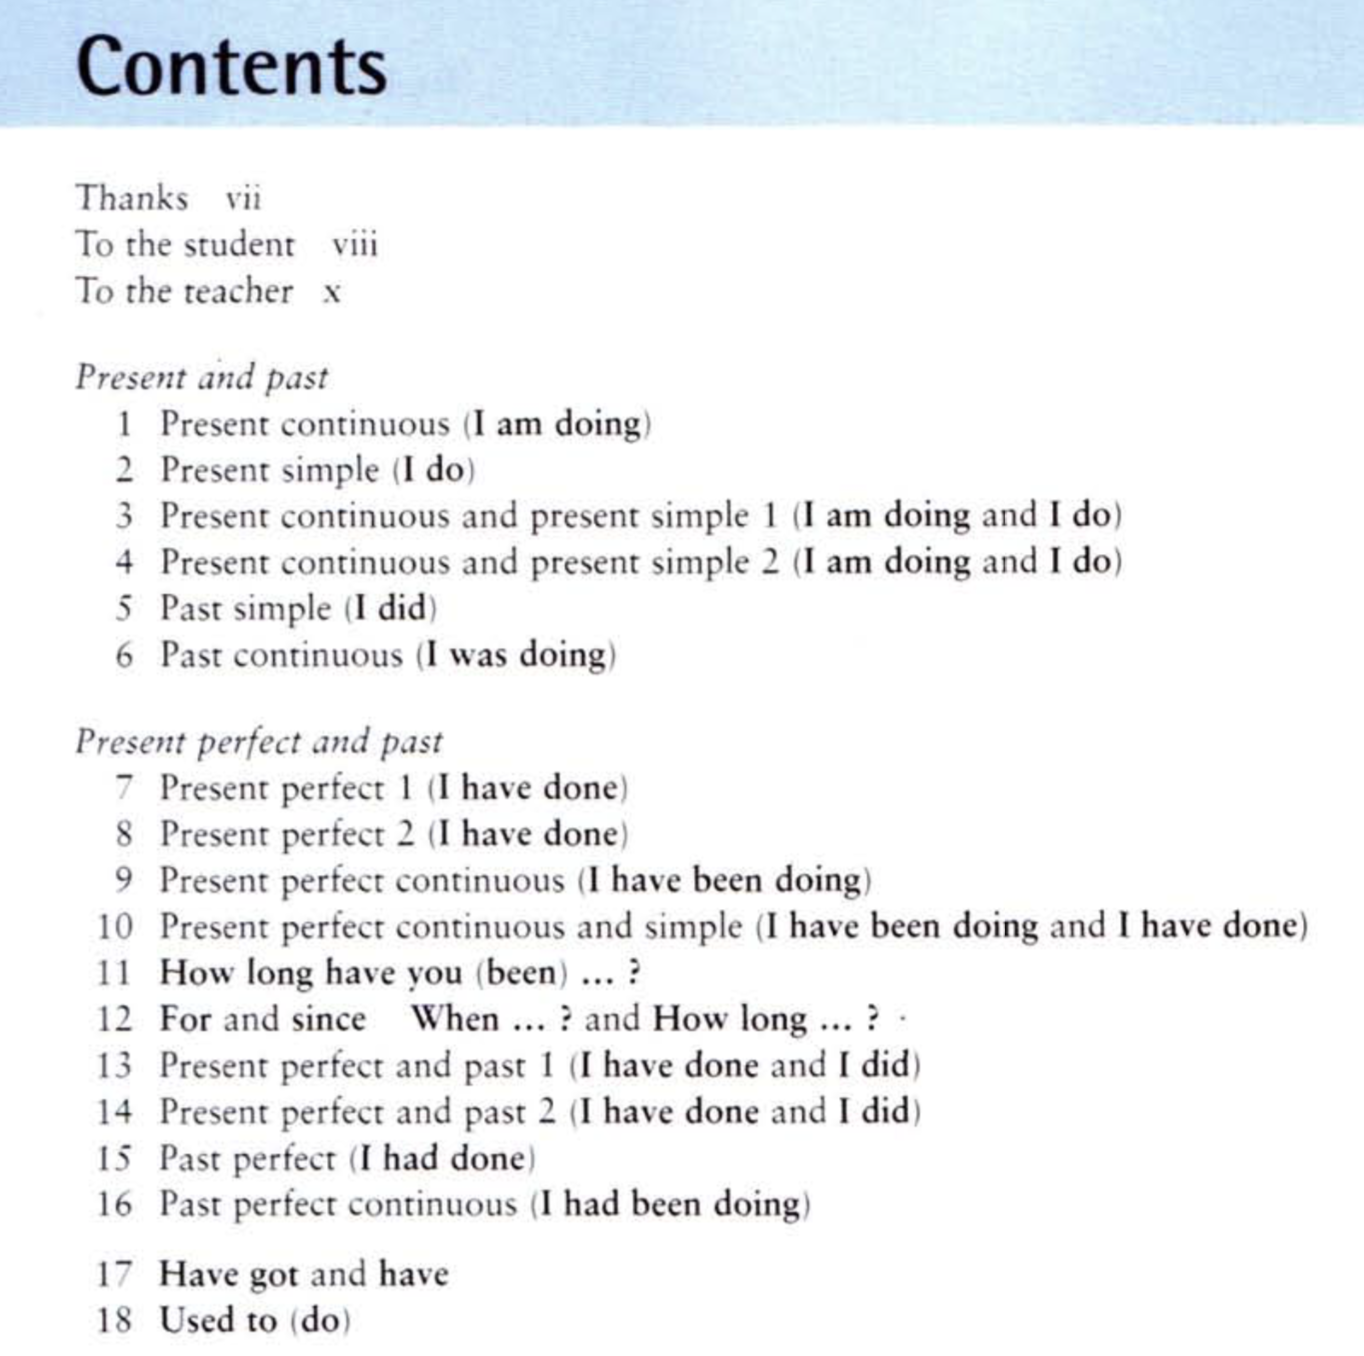 Contents
Thanks vii
To the student viii
To the teacher x
Present and past
1 Present continuous (I am doing)
2 Present simple (I do)
3 Present continuous and present simple 1 (I am doing and I do)
4 Present continuous and present simple 2 (I am doing and I do)
5 Past simple (I did)
6 Past continuous (I was doing)
Present perfect and past
7 Present perfect 1 (I have done)
8 Present perfect 2 (I have done)
9 Present perfect continuous (I have been doing)
10 Present perfect continuous and simple (I have been doing and I have done)
11 How long have you (been) ... ?
12 For and since When ... ? and How long ... ?
13 Present perfect and past 1 (I have done and I did)
14 Present perfect and past 2 (I have done and I did)
15 Past perfect (I had done)
16 Past perfect continuous (I had been doing)
17 Have got and have
18 Used to (do)